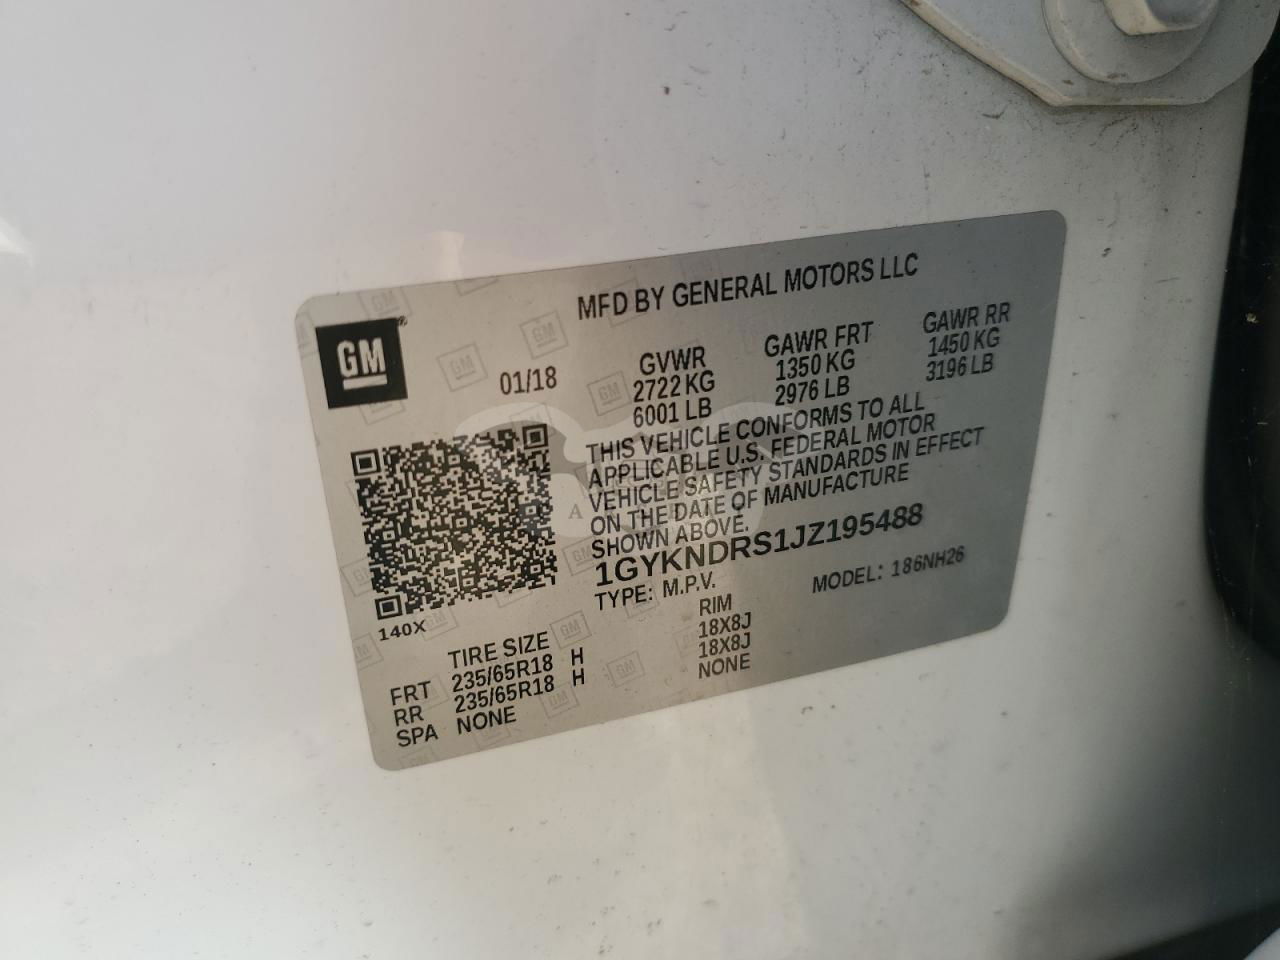 MFD BY GENERAL MOTORS LLC
GM
01/18
GVWR GAWR FRT GAWR RR
2722 KG 1350 KG 1450 KG
6001 LB 2976 LB 3196 LB
THIS VEHICLE CONFORMS TO ALL
APPLICABLE U.S. FEDERAL MOTOR
VEHICLE SAFETY STANDARDS IN EFFECT
ON THE DATE OF MANUFACTURE
SHOWN ABOVE.
1GYKNDRS1JZ195488
TYPE: M.P.V. MODEL: 186NH26
140X
TIRE SIZE RIM
FRT 235/65R18 H 18X8J
RR 235/65R18 H 18X8J
SPA NONE NONE